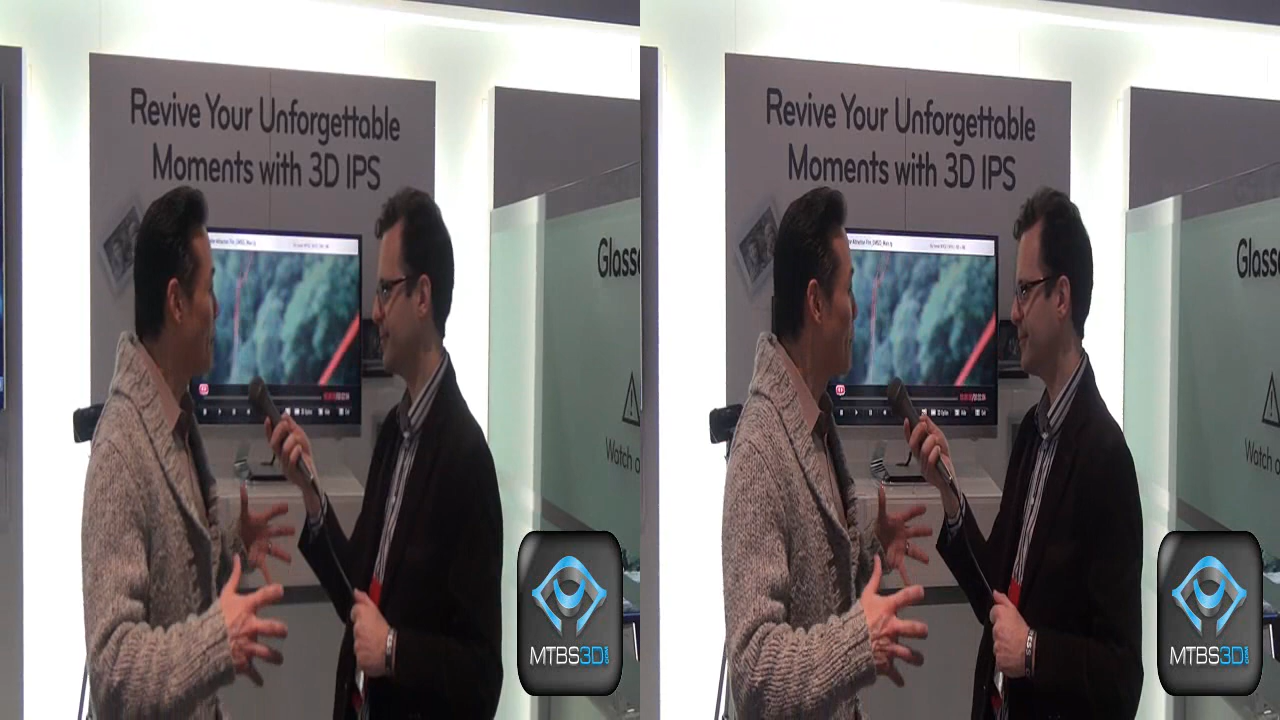 Revive Your Unforgettable
Moments with 3D IPS
Glasse
Watch o
MTBS3D
Revive Your Unforgettable
Moments with 3D IPS
Glasse
Watch o
MTBS3D